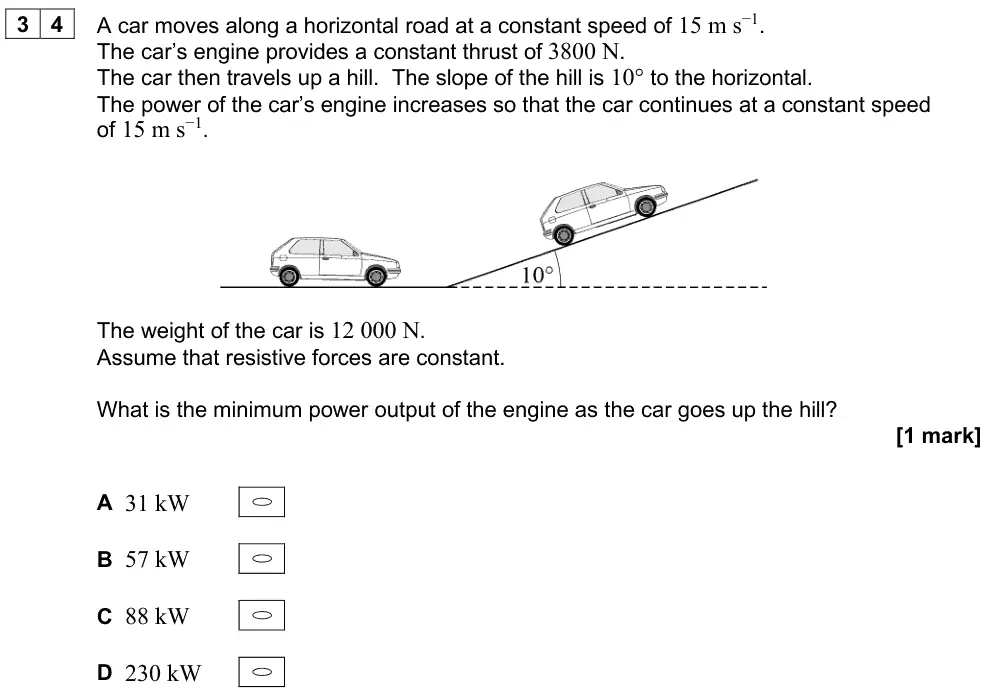 3 4 A car moves along a horizontal road at a constant speed of 15 m s⁻¹.
The car's engine provides a constant thrust of 3800 N.
The car then travels up a hill. The slope of the hill is 10° to the horizontal.
The power of the car's engine increases so that the car continues at a constant speed
of 15 m s⁻¹.
10°
The weight of the car is 12 000 N.
Assume that resistive forces are constant.
What is the minimum power output of the engine as the car goes up the hill?
[1 mark]
A 31 kW
B 57 kW
C 88 kW
D 230 kW